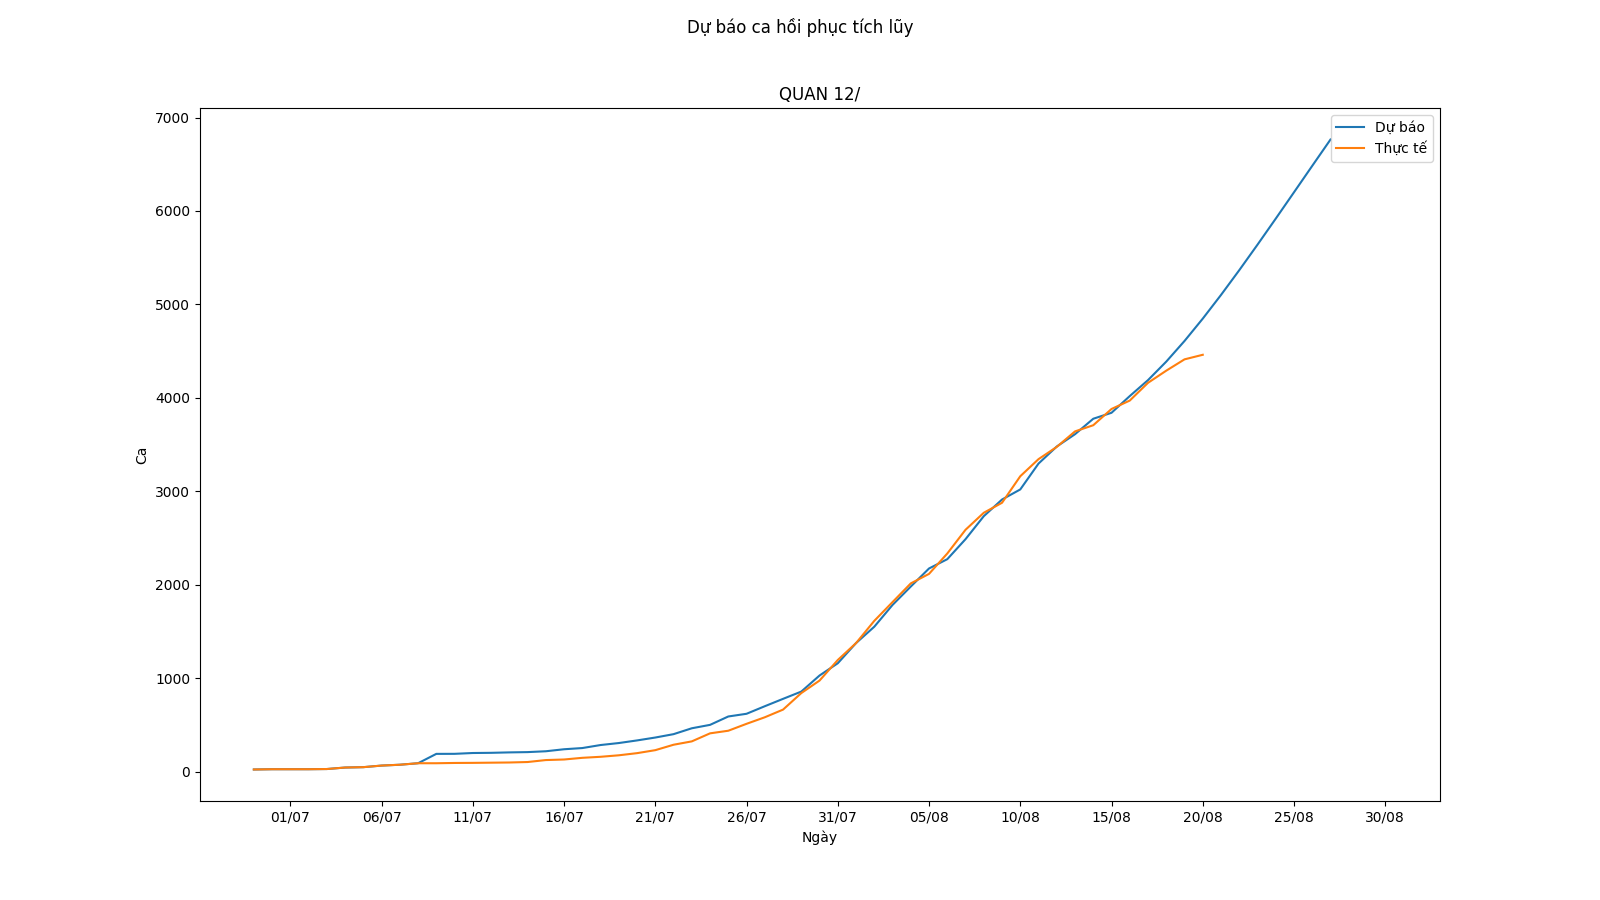 Dự báo ca hồi phục tích lũy
QUAN 12/
7000
6000
5000
4000
3000
2000
1000
0
Ca
Dự báo
Thực tế
01/07 06/07 11/07 16/07 21/07 26/07 31/07 05/08 10/08 15/08 20/08 25/08 30/08
Ngày